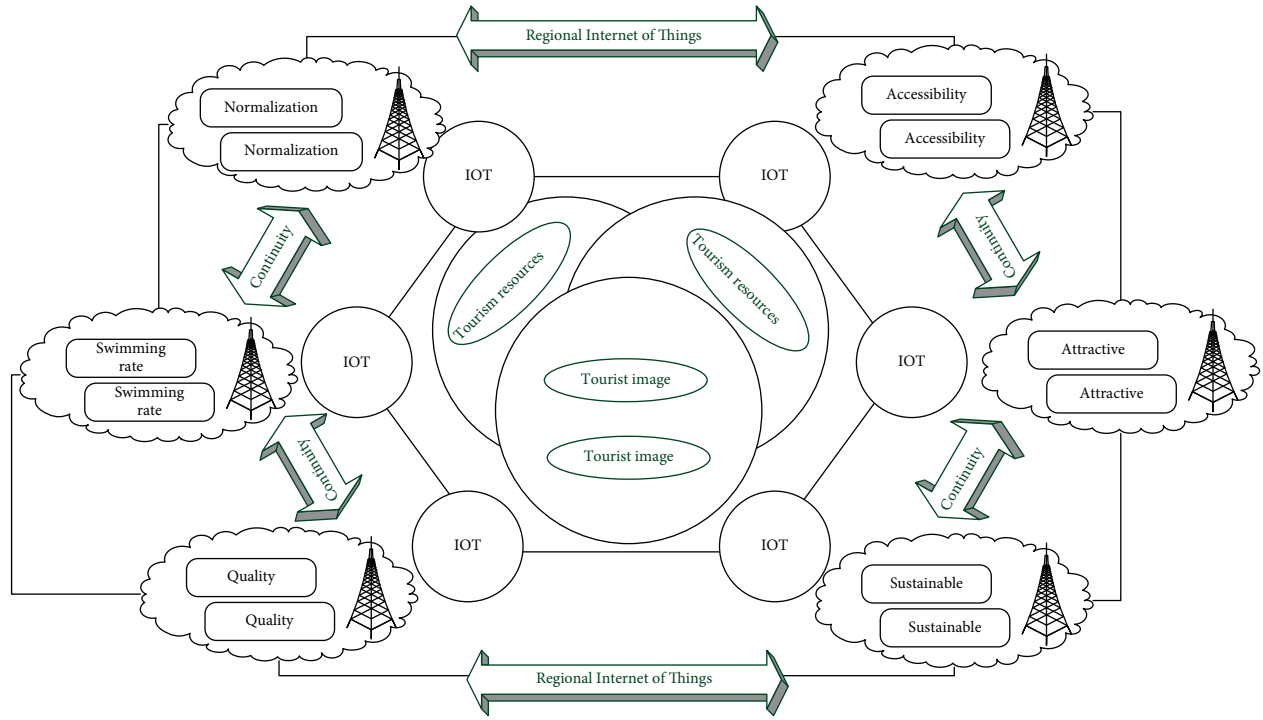 Regional Internet of Things
Normalization
Normalization
Accessibility
Accessibility
IOT
IOT
Continuity
Tourism resources
Tourism resources
Continuity
Swimming
rate
Swimming
rate
IOT
Tourist image
Tourist image
IOT
Attractive
Attractive
Continuity
Continuity
Quality
Quality
IOT
IOT
Sustainable
Sustainable
Regional Internet of Things